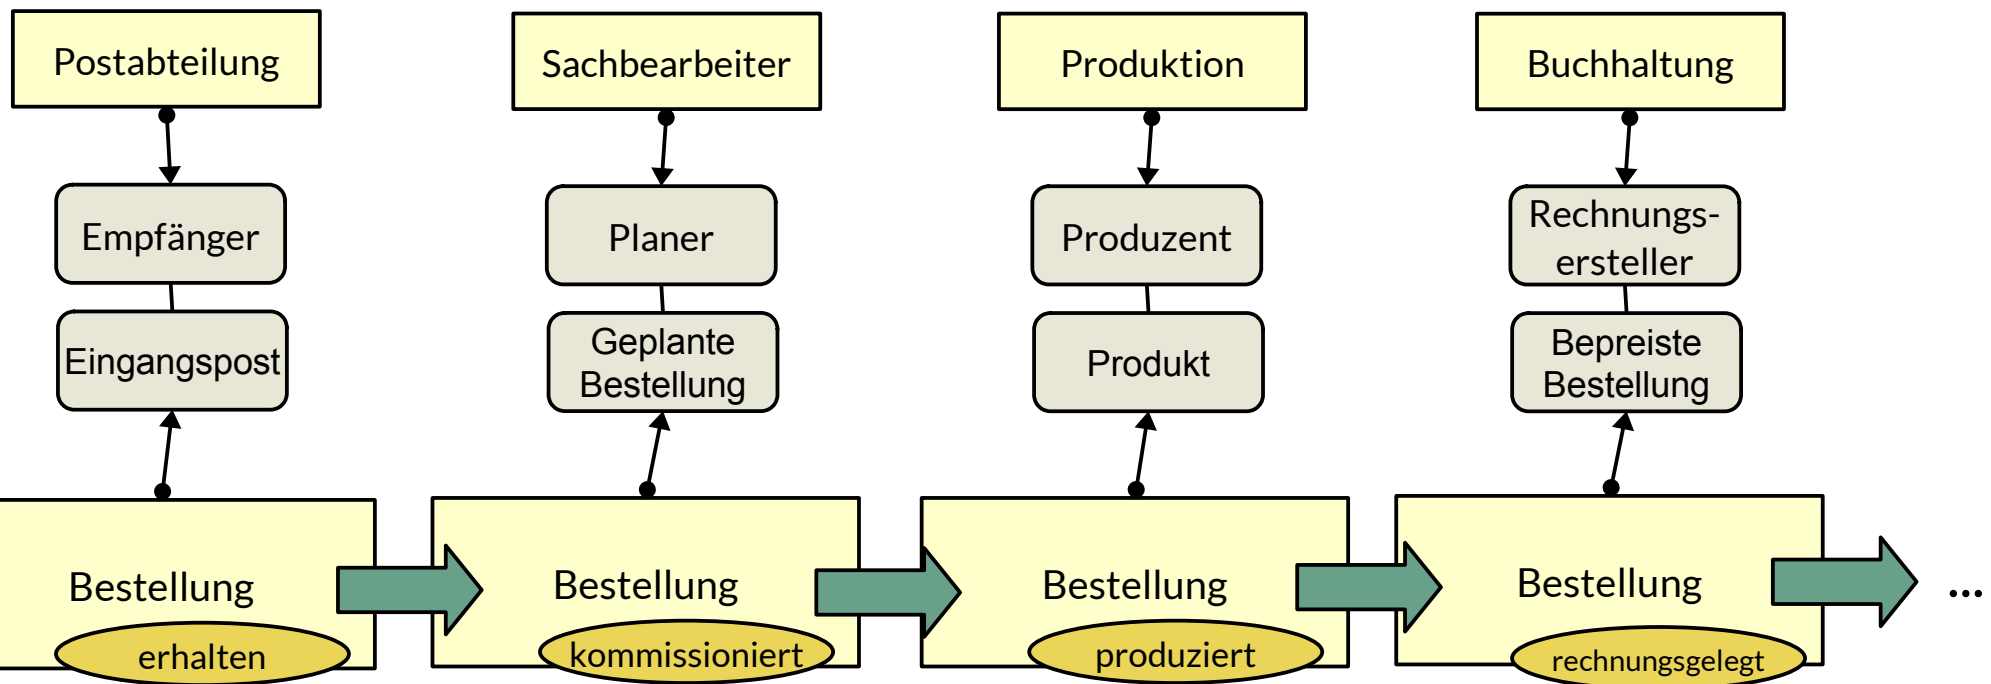 Postabteilung
Sachbearbeiter
Produktion
Buchhaltung
Empfänger
Planer
Produzent
Rechnungs-
ersteller
Eingangspost
Geplante
Bestellung
Produkt
Bepreiste
Bestellung
Bestellung
Bestellung
Bestellung
Bestellung
...
erhalten
kommissioniert
produziert
rechnungsgelegt